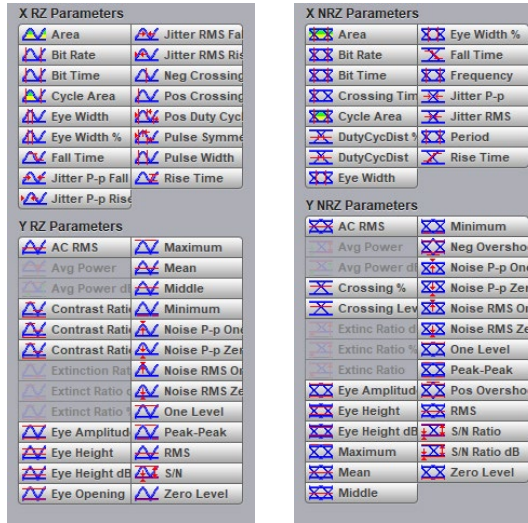 X RZ Parameters
Area
Jitter RMS Fal
Bit Rate
Jitter RMS Ris
Bit Time
Neg Crossing
Cycle Area
Pos Crossing
Eye Width
Pos Duty Cycl
Eye Width %
Pulse Symme
Fall Time
Pulse Width
Jitter P-p Fall
Rise Time
Jitter P-p Rise
Y RZ Parameters
AC RMS
Maximum
Avg Power
Mean
Avg Power dB
Middle
Contrast Ratio
Minimum
Contrast Ratio
Noise P-p One
Contrast Ratio
Noise P-p Zer
Extinction Rat
Noise RMS On
Extinct Ratio
Noise RMS Ze
Extinct Ratio %
One Level
Eye Amplitud
Peak-Peak
Eye Height
RMS
Eye Height dB
S/N
Eye Opening
Zero Level
X NRZ Parameters
Area
Eye Width %
Bit Rate
Fall Time
Bit Time
Frequency
Crossing Tim
Jitter P-p
Cycle Area
Jitter RMS
DutyCycDist %
Period
DutyCycDist
Rise Time
Eye Width
Y NRZ Parameters
AC RMS
Minimum
Avg Power
Neg Oversho
Avg Power dB
Noise P-p One
Crossing %
Noise P-p Zer
Crossing Lev
Noise RMS On
Extinc Ratio d
Noise RMS Ze
Extinc Ratio %
One Level
Extinc Ratio
Peak-Peak
Eye Amplitud
Pos Oversho
Eye Height
RMS
Eye Height dB
S/N Ratio
Maximum
S/N Ratio dB
Mean
Zero Level
Middle